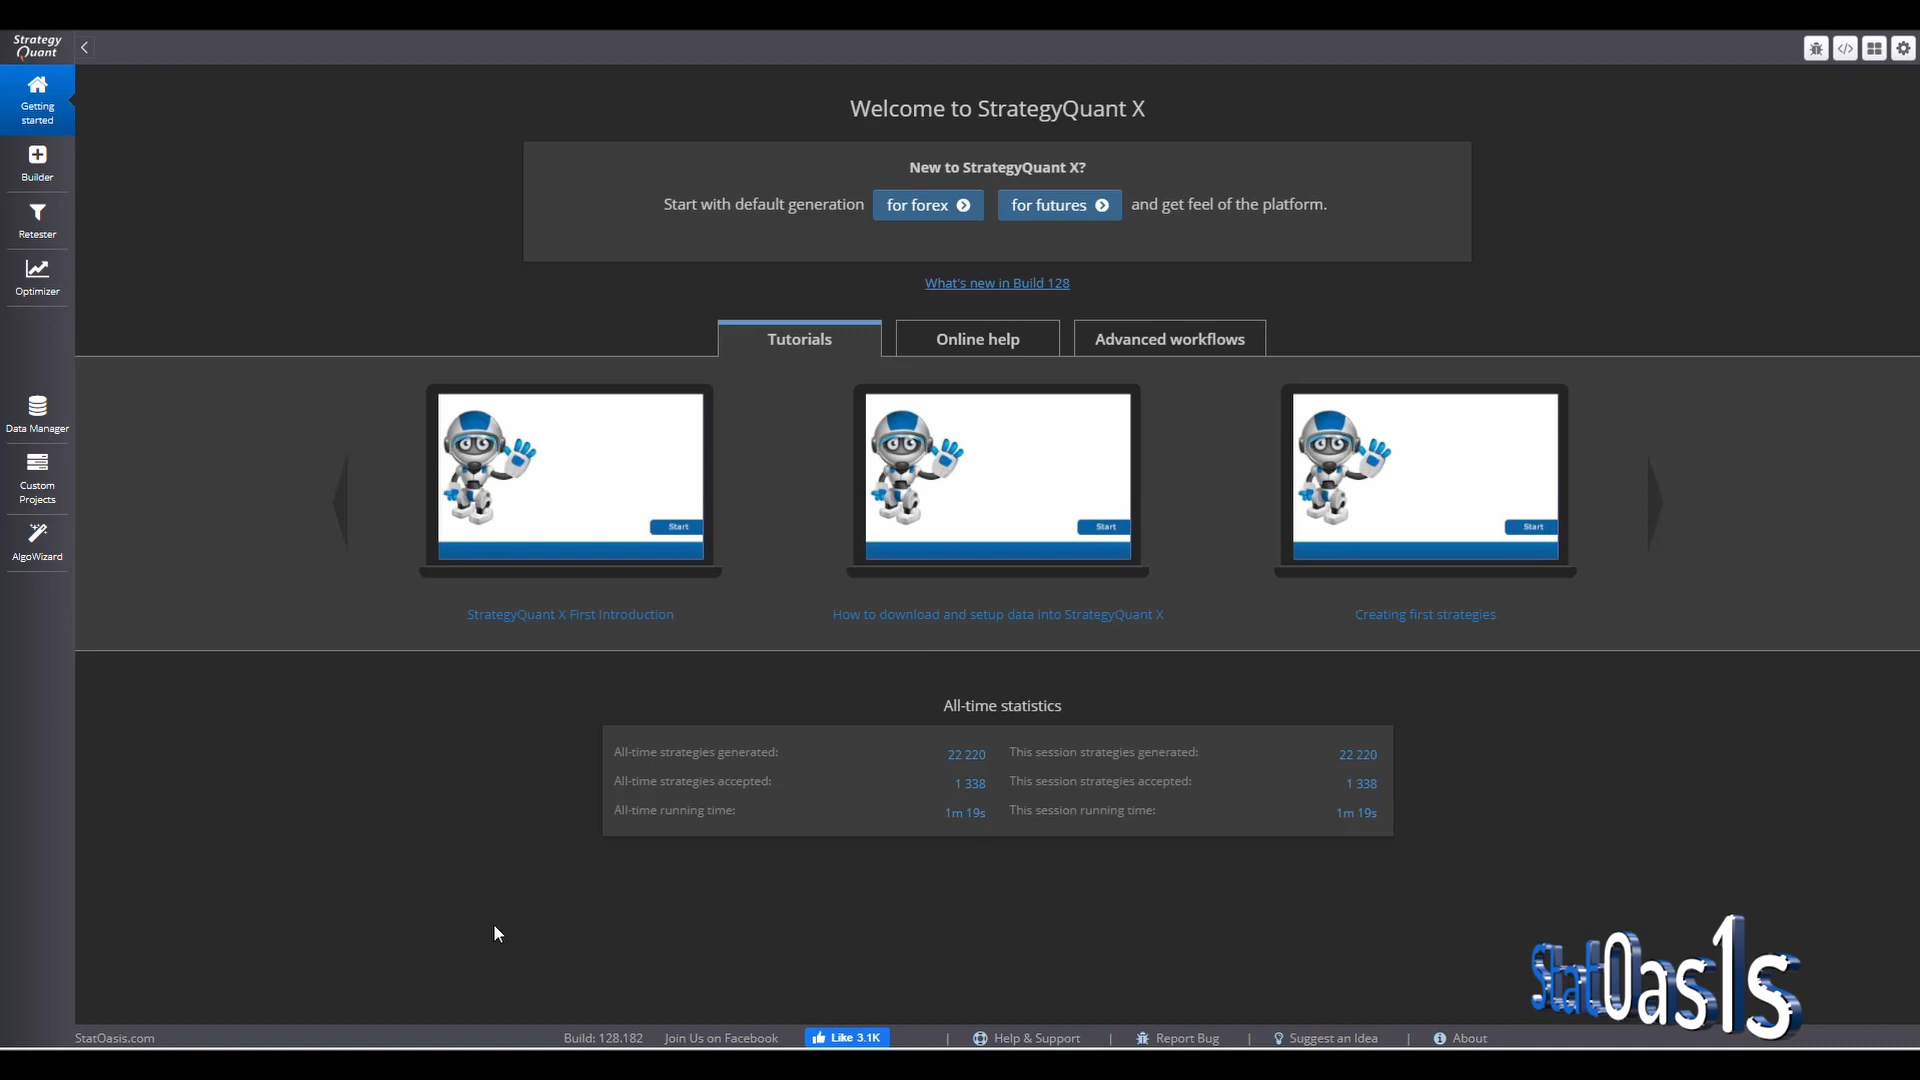 Strategy
Quant
Getting
started
Builder
Retester
Optimizer
Data Manager
Custom
Projects
AlgoWizard
Welcome to StrategyQuant X
New to StrategyQuant X?
Start with default generation for forex for futures and get feel of the platform.
What's new in Build 128
Tutorials Online help Advanced workflows
Start Start Start
StrategyQuant X First Introduction How to download and setup data into StrategyQuant X Creating first strategies
All-time statistics
All-time strategies generated: 22 220 This session strategies generated: 22 220
All-time strategies accepted: 1 338 This session strategies accepted: 1 338
All-time running time: 1m 19s This session running time: 1m 19s
StatOas1s
StatOasis.com Build: 128.182 Join Us on Facebook Like 3.1K | Help & Support | Report Bug | Suggest an Idea | About